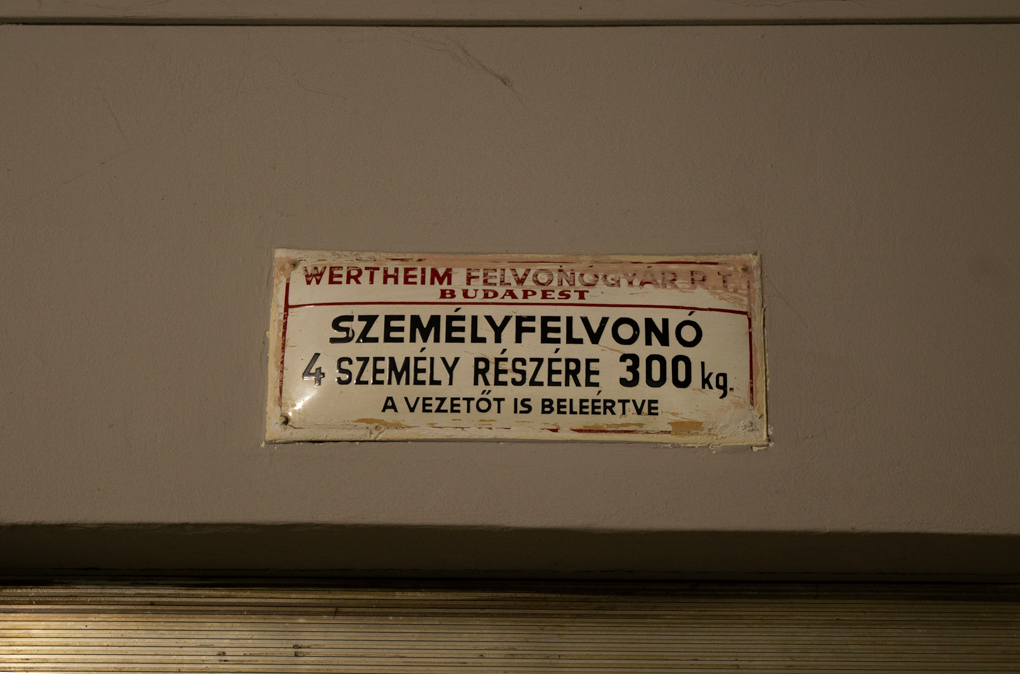 WERTHEIM FELVONÓGYÁR R.T.
BUDAPEST
SZEMÉLYFELVONÓ
4 SZEMÉLY RÉSZÉRE 300 kg.
A VEZETŐT IS BELEÉRTVE